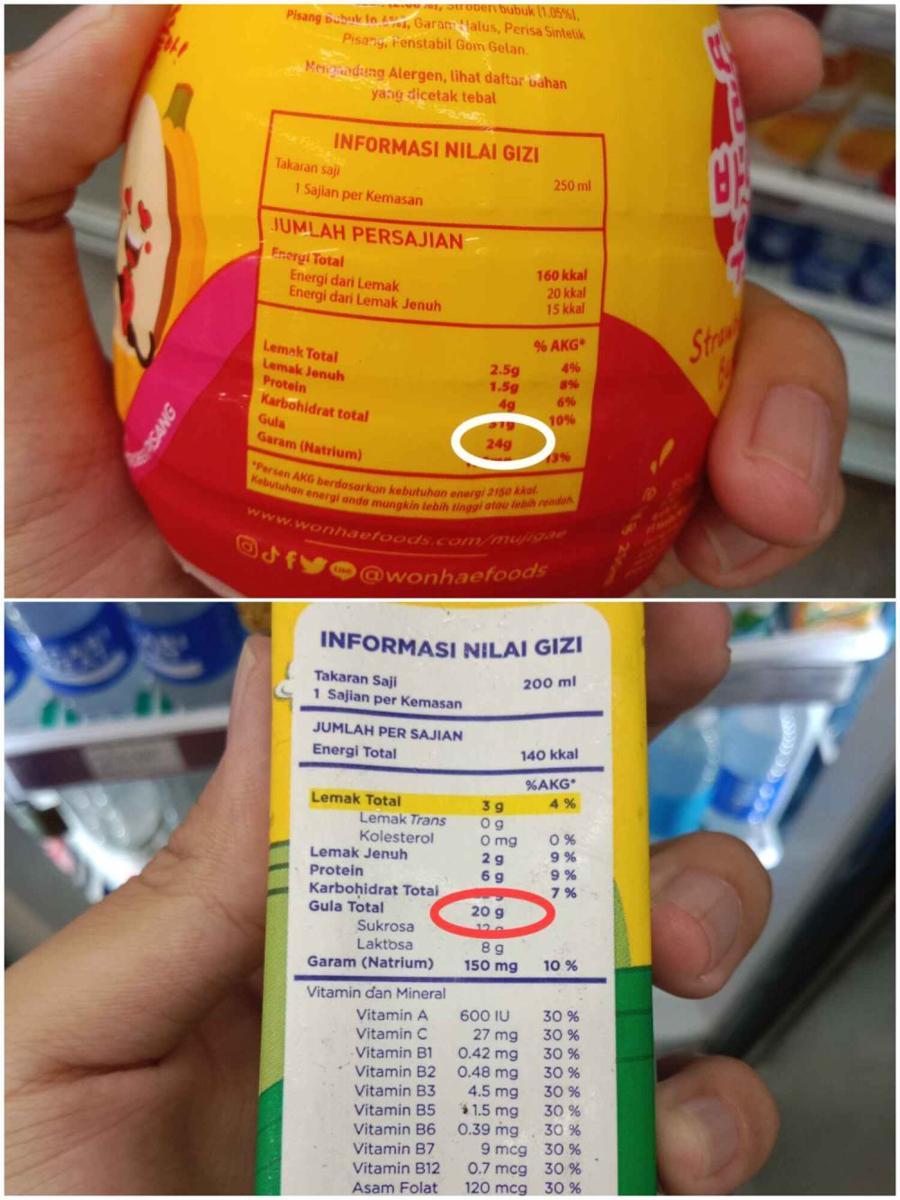 Stroberi bubuk (1,05%),
Pisang Bubuk Garam Halus, Perisa Sintetik
Pisang, Penstabil Gom Gelan.
Mengandung Alergen, lihat daftar bahan
yang dicetak tebal
INFORMASI NILAI GIZI
Takaran saji 250 ml
1 Sajian per Kemasan
JUMLAH PERSAJIAN
Energi Total 160 kkal
Energi dari Lemak 20 kkal
Energi dari Lemak Jenuh 15 kkal
% AKG*
Lemak Total 2.5g 4%
Lemak Jenuh 1.5g 8%
Protein 4g 6%
Karbohidrat total 31g 10%
Gula 24g
Garam (Natrium) 13%
*Persen AKG berdasarkan kebutuhan energi 2150 kkal.
Kebutuhan energi anda mungkin lebih tinggi atau lebih rendah.
www.wonhaefoods.com/mujigae
@wonhaefoods
INFORMASI NILAI GIZI
Takaran Saji 200 ml
1 Sajian per Kemasan
JUMLAH PER SAJIAN
Energi Total 140 kkal
%AKG*
Lemak Total 3 g 4 %
Lemak Trans 0 g
Kolesterol 0 mg 0 %
Lemak Jenuh 2 g 9 %
Protein 6 g 9 %
Karbohidrat Total 7 %
Gula Total 20 g
Sukrosa 12 g
Laktosa 8 g
Garam (Natrium) 150 mg 10 %
Vitamin dan Mineral
Vitamin A 600 IU 30 %
Vitamin C 27 mg 30 %
Vitamin B1 0.42 mg 30 %
Vitamin B2 0.48 mg 30 %
Vitamin B3 4.5 mg 30 %
Vitamin B5 1.5 mg 30 %
Vitamin B6 0.39 mg 30 %
Vitamin B7 9 mcg 30 %
Vitamin B12 0.7 mcg 30 %
Asam Folat 120 mcg 30 %